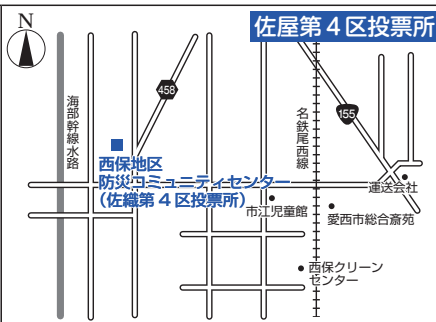 佐屋第4区投票所
N
458
155
海部幹線水路
名鉄尾西線
西保地区
防災コミュニティセンター
(佐織第4区投票所)
運送会社
市江児童館
愛西市総合斎苑
西保クリーン
センター